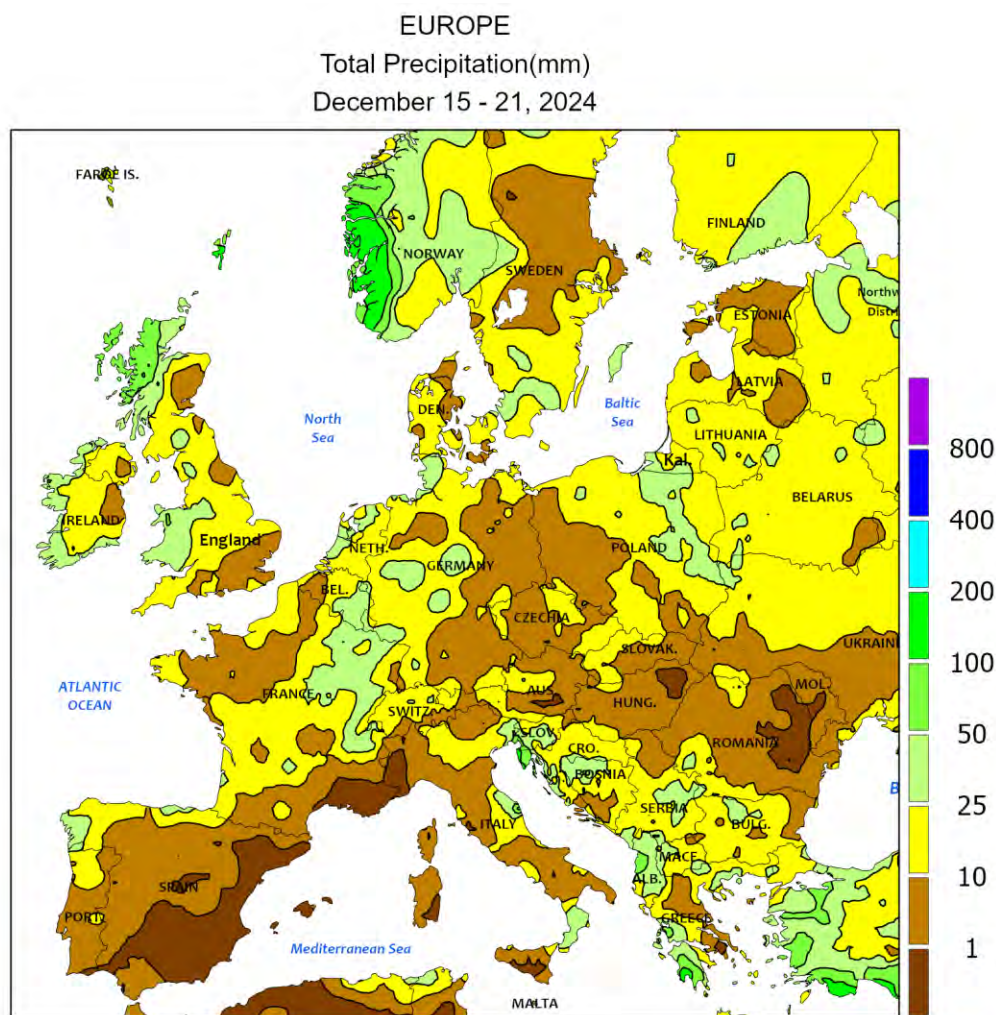 EUROPE
Total Precipitation(mm)
December 15 - 21, 2024
FAROE IS.
FINLAND
NORWAY
SWEDEN
Northw
Distri
ESTONIA
LATVIA
North
Sea
DEN.
Baltic
Sea
LITHUANIA
Kal.
BELARUS
IRELAND
England
NETH.
GERMANY
POLAND
BEL.
CZECHIA
UKRAIN
SLOVAK.
ATLANTIC
OCEAN
FRANCE
SWITZ.
AUS.
HUNG.
MOL.
ROMANIA
SLOV.
CRO.
BOSNIA
B
ITALY
SERBIA
BULG.
MACE.
ALB.
SPAIN
PORT.
GREECE
Mediterranean Sea
MALTA
800
400
200
100
50
25
10
1